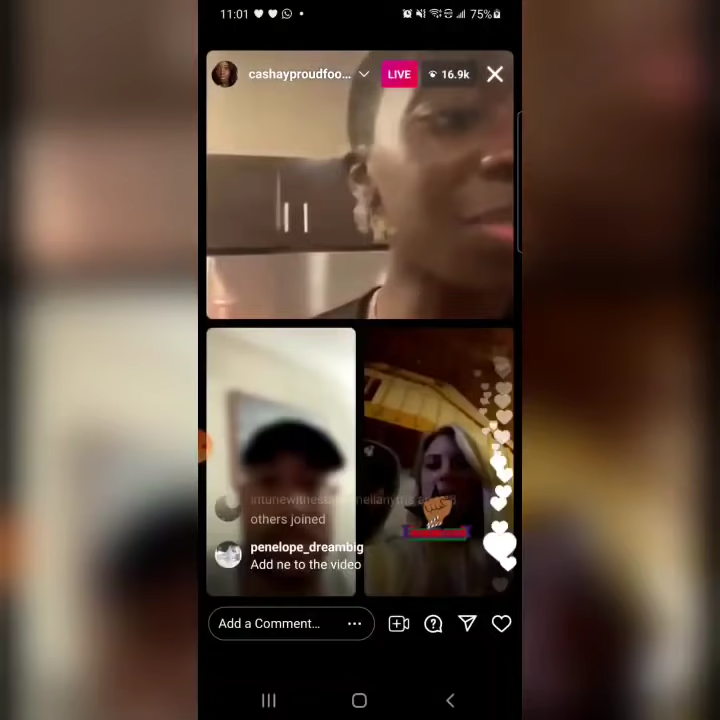 11:01
75%
cashayproudfoo...
LIVE
16.9k
others joined
penelope_dreambig
Add ne to the video
Add a Comment...